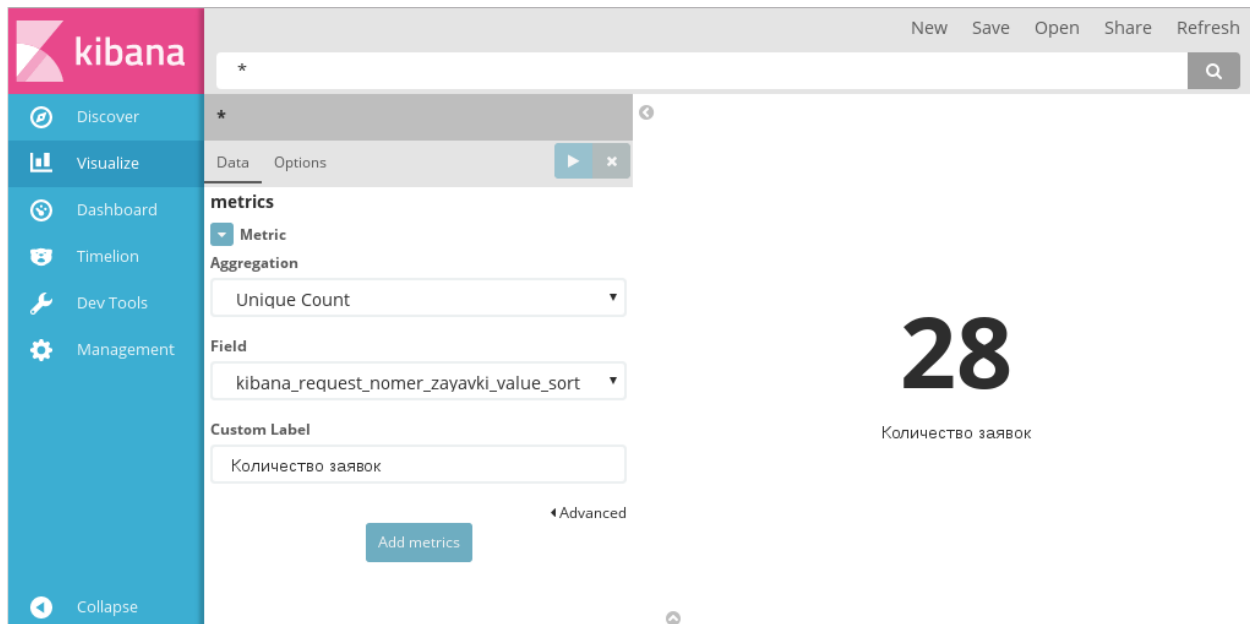 kibana
New Save Open Share Refresh
*
Discover
Visualize
Dashboard
Timelion
Dev Tools
Management
Collapse
*
Data Options
metrics
Metric
Aggregation
Unique Count
Field
kibana_request_nomer_zayavki_value_sort
Custom Label
Количество заявок
Advanced
Add metrics
28
Количество заявок